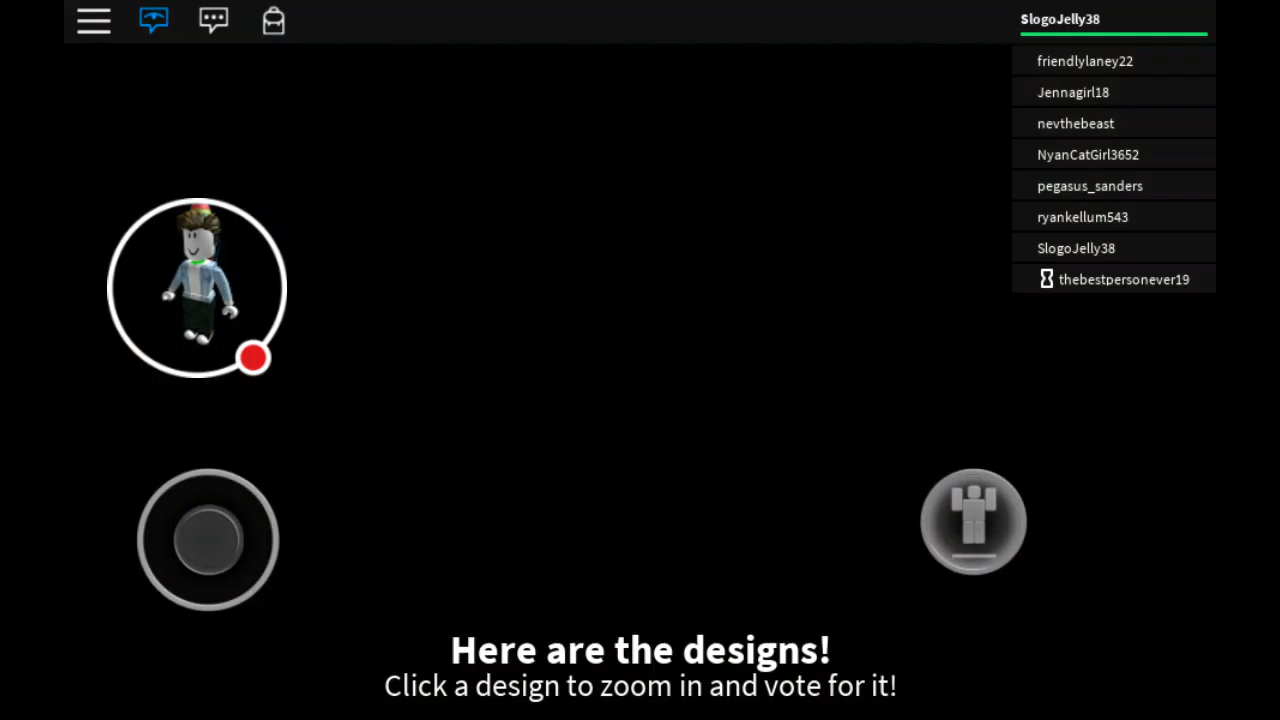 SlogoJelly38
friendlylaney22
Jennagirl18
nevthebeast
NyanCatGirl3652
pegasus_sanders
ryankellum543
SlogoJelly38
thebestpersonever19
Here are the designs!
Click a design to zoom in and vote for it!